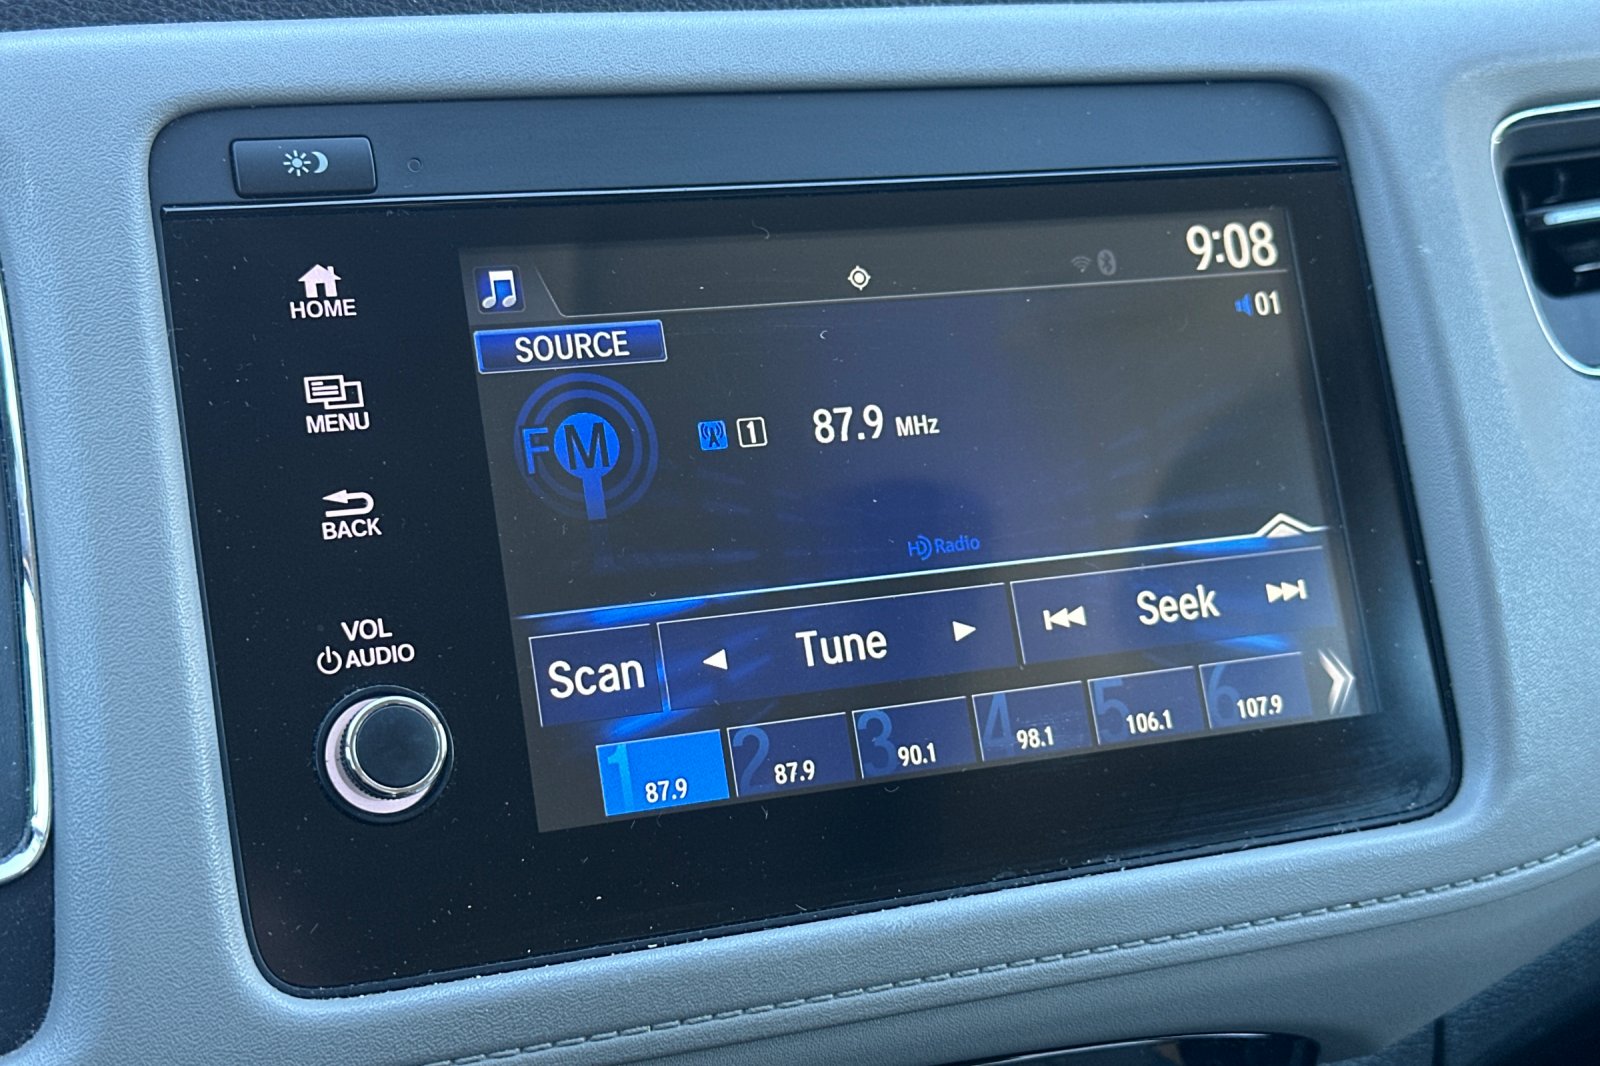 HOME
MENU
BACK
VOL
AUDIO
9:08
01
SOURCE
FM
1
87.9 MHz
HD Radio
Scan
Tune
Seek
1 87.9
2 87.9
3 90.1
4 98.1
5 106.1
6 107.9